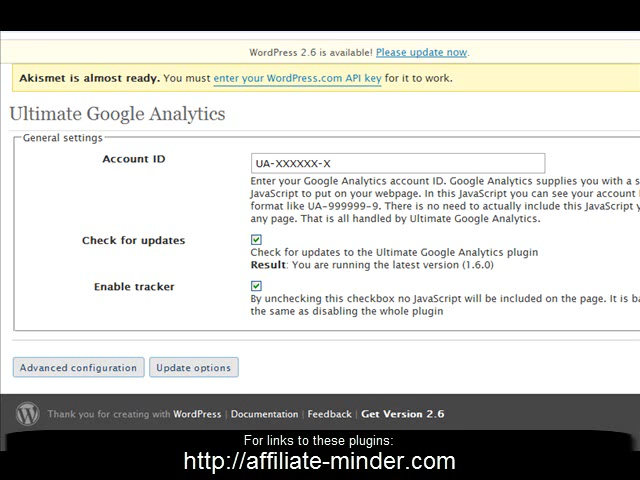 WordPress 2.6 is available! Please update now.
Akismet is almost ready. You must enter your WordPress.com API key for it to work.
Ultimate Google Analytics
General settings
Account ID
UA-XXXXXX-X
Enter your Google Analytics account ID. Google Analytics supplies you with a s
JavaScript to put on your webpage. In this JavaScript you can see your account
format like UA-999999-9. There is no need to actually include this JavaScript y
any page. That is all handled by Ultimate Google Analytics.
Check for updates
Check for updates to the Ultimate Google Analytics plugin
Result: You are running the latest version (1.6.0)
Enable tracker
By unchecking this checkbox no JavaScript will be included on the page. It is ba
the same as disabling the whole plugin
Advanced configuration
Update options
Thank you for creating with WordPress | Documentation | Feedback | Get Version 2.6
For links to these plugins:
http://affiliate-minder.com